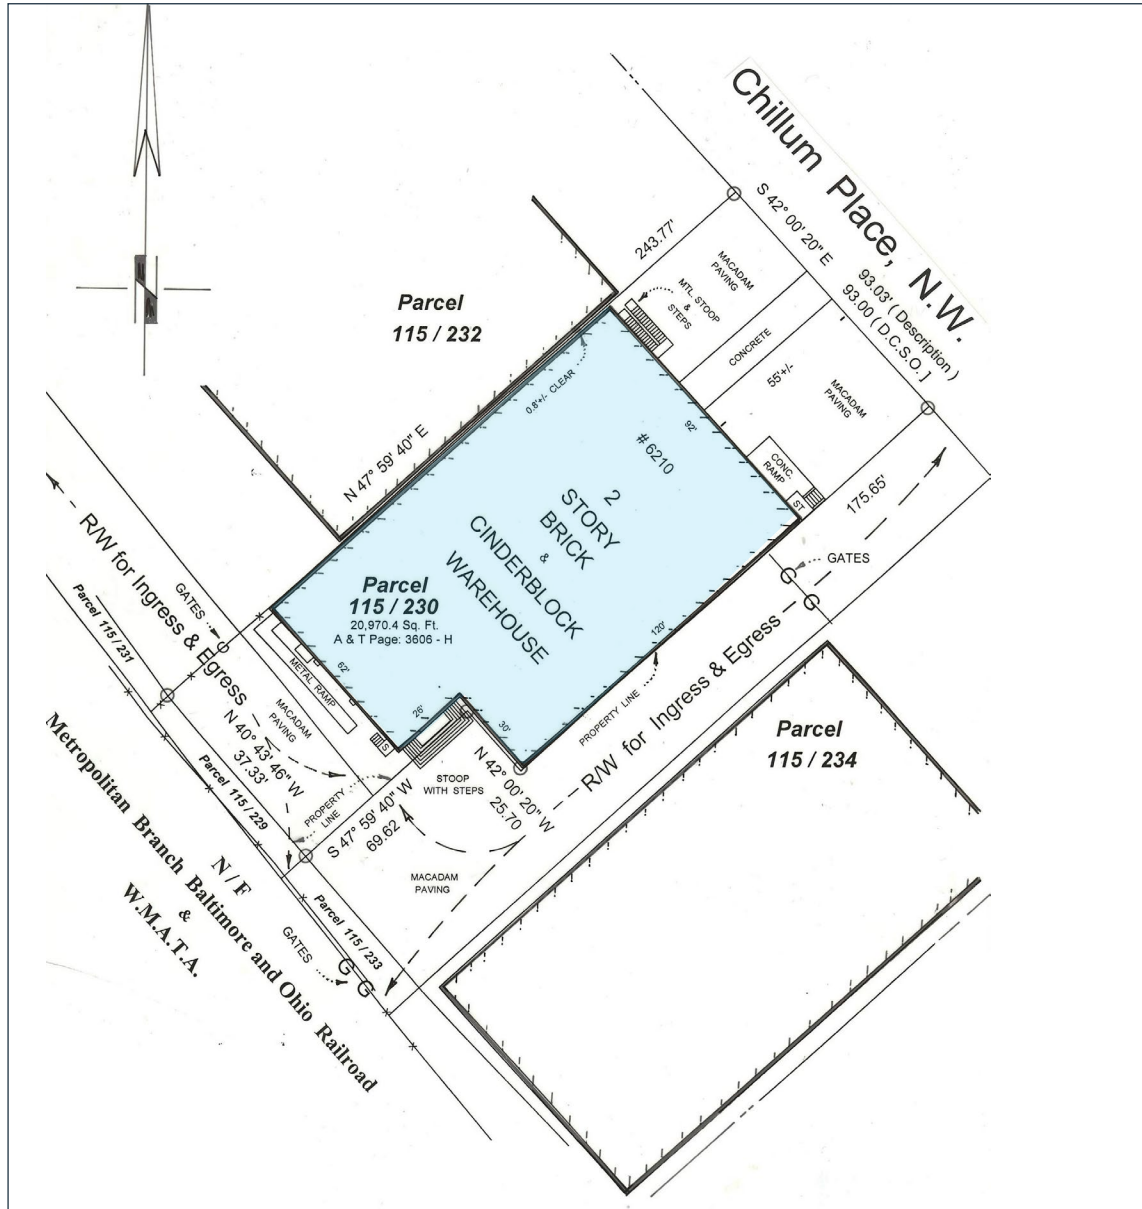 Chillum Place, N.W.
S 42° 00' 20" E
93.03' ( Description )
93.00 ( D.C.S.O. ]
243.77'
MACADAM
PAVING
MTL STOOP
&
STEPS
CONCRETE
55'+/-
MACADAM
PAVING
CONC.
RAMP
ST
175.65'
GATES
G
G
Parcel
115 / 232
N 47° 59' 40" E
0.8'+/- CLEAR
92'
# 6210
2
STORY
BRICK
&
CINDERBLOCK
WAREHOUSE
Parcel
115 / 230
20,970.4 Sq. Ft.
A & T Page: 3606 - H
120'
62'
26'
30'
PROPERTY LINE
R/W for Ingress & Egress
Parcel
115 / 234
R/W for Ingress & Egress
GATES
METAL RAMP
MACADAM
PAVING
S
Parcel 115 / 231
N 40° 43' 46" W
37.33'
Parcel 115 / 229
PROPERTY
LINE
S 47° 59' 40" W
69.62
STOOP
WITH STEPS
N 42° 00' 20" W
25.70
MACADAM
PAVING
Parcel 115 / 233
GATES
G
G
N / F
Metropolitan Branch Baltimore and Ohio Railroad
&
W.M.A.T.A.